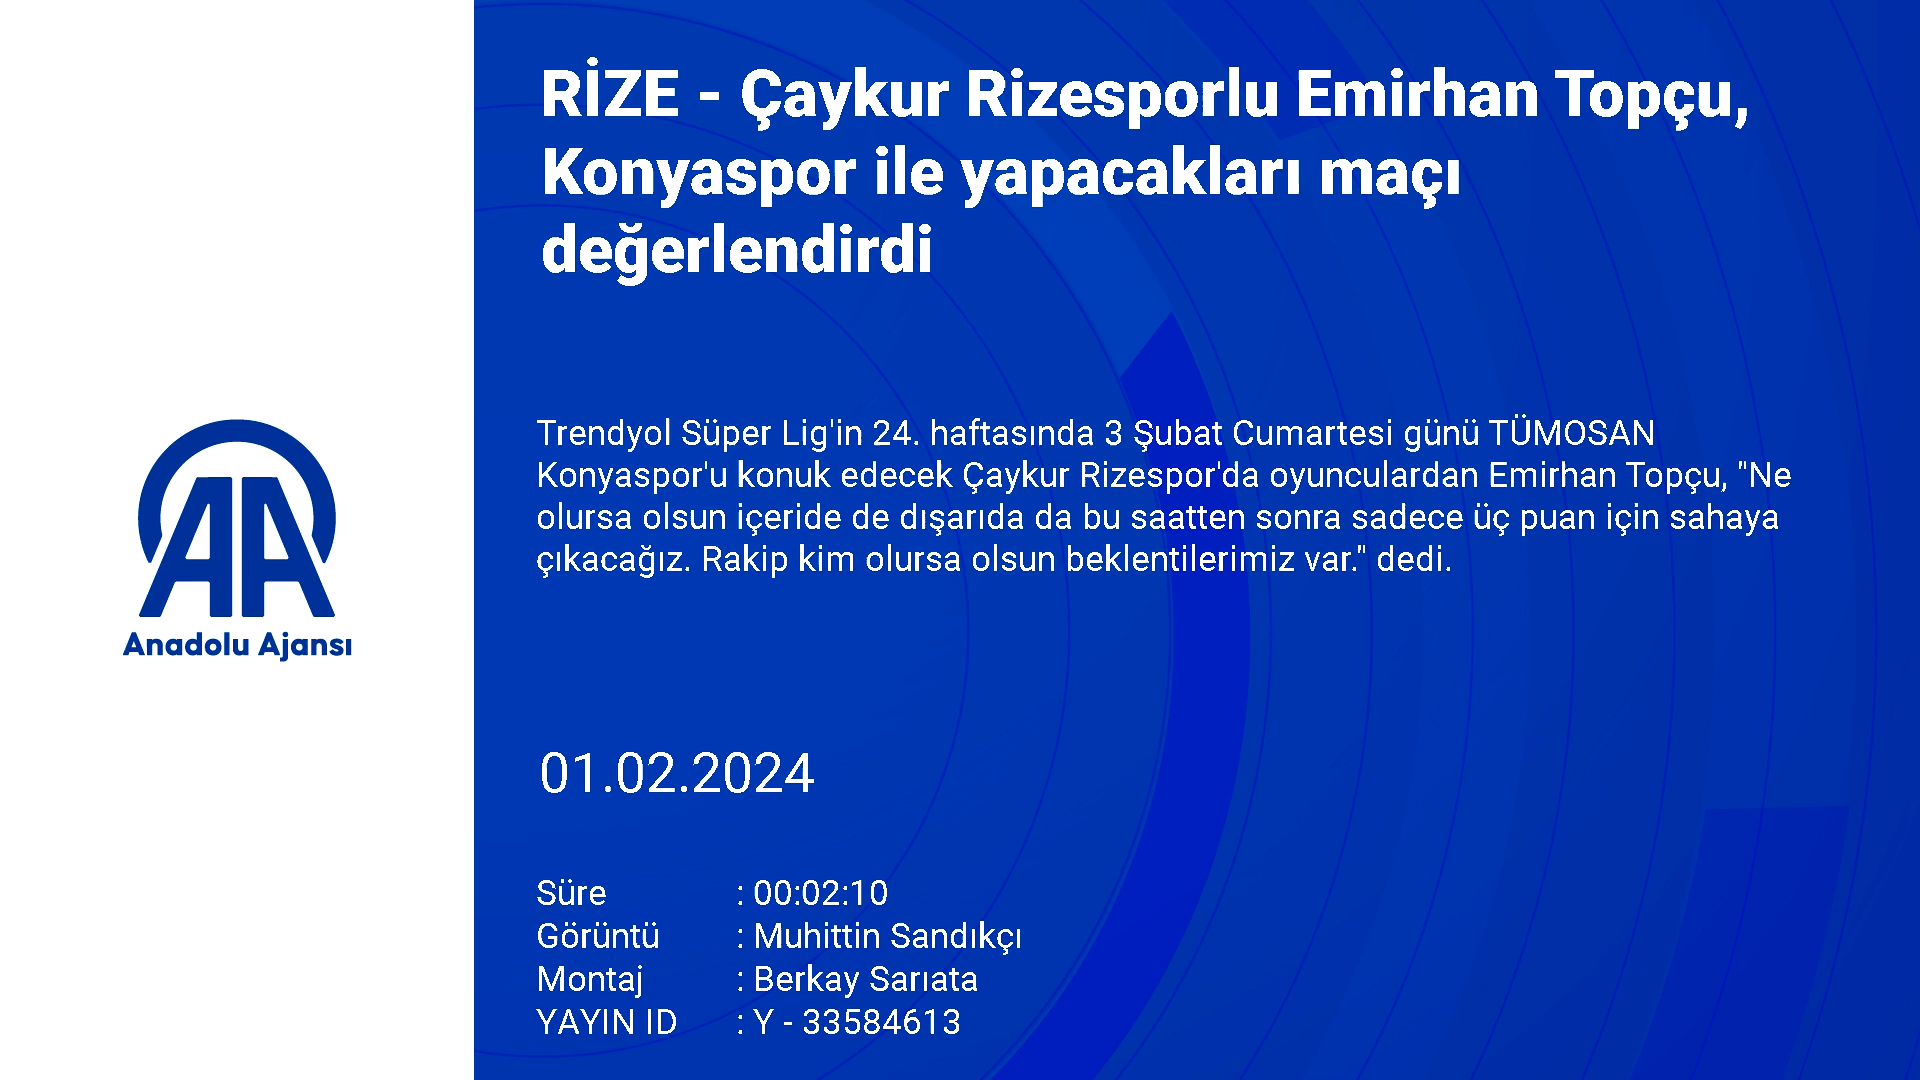 RİZE - Çaykur Rizesporlu Emirhan Topçu,
Konyaspor ile yapacakları maçı
değerlendirdi
Trendyol Süper Lig'in 24. haftasında 3 Şubat Cumartesi günü TÜMOSAN
Konyaspor'u konuk edecek Çaykur Rizespor'da oyunculardan Emirhan Topçu, "Ne
olursa olsun içeride de dışarıda da bu saatten sonra sadece üç puan için sahaya
çıkacağız. Rakip kim olursa olsun beklentilerimiz var." dedi.
AA
Anadolu Ajansı
01.02.2024
Süre : 00:02:10
Görüntü : Muhittin Sandıkçı
Montaj : Berkay Sarıata
YAYIN ID : Y - 33584613